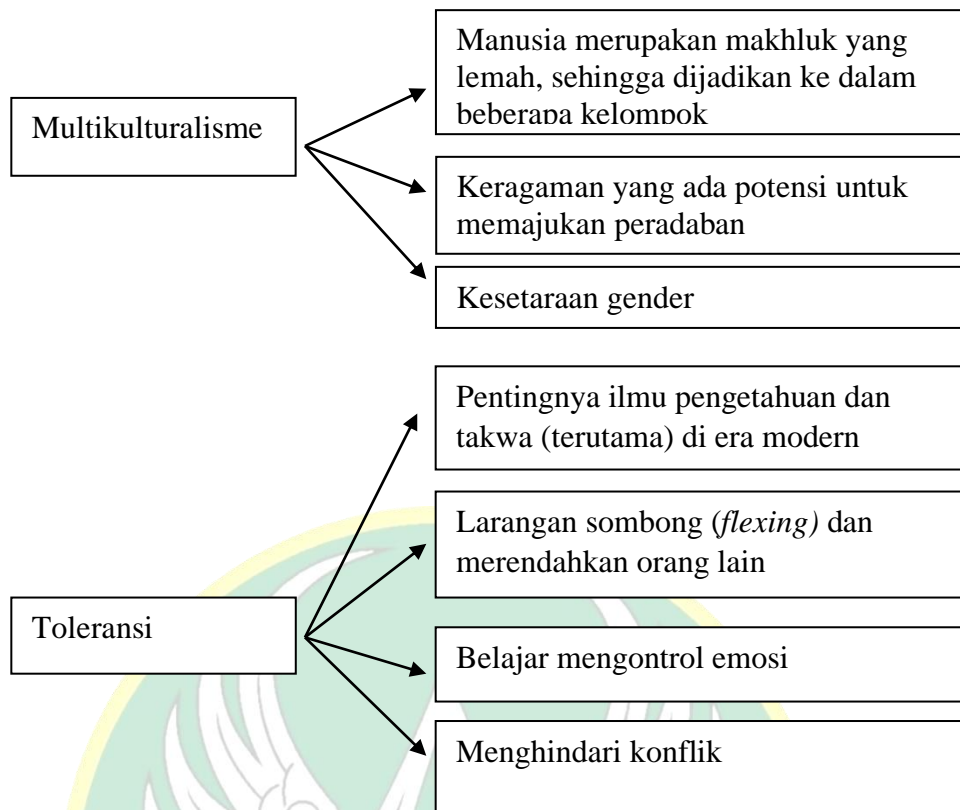 Multikulturalisme
Manusia merupakan makhluk yang
lemah, sehingga dijadikan ke dalam
beberapa kelompok
Keragaman yang ada potensi untuk
memajukan peradaban
Kesetaraan gender
Toleransi
Pentingnya ilmu pengetahuan dan
takwa (terutama) di era modern
Larangan sombong (flexing) dan
merendahkan orang lain
Belajar mengontrol emosi
Menghindari konflik